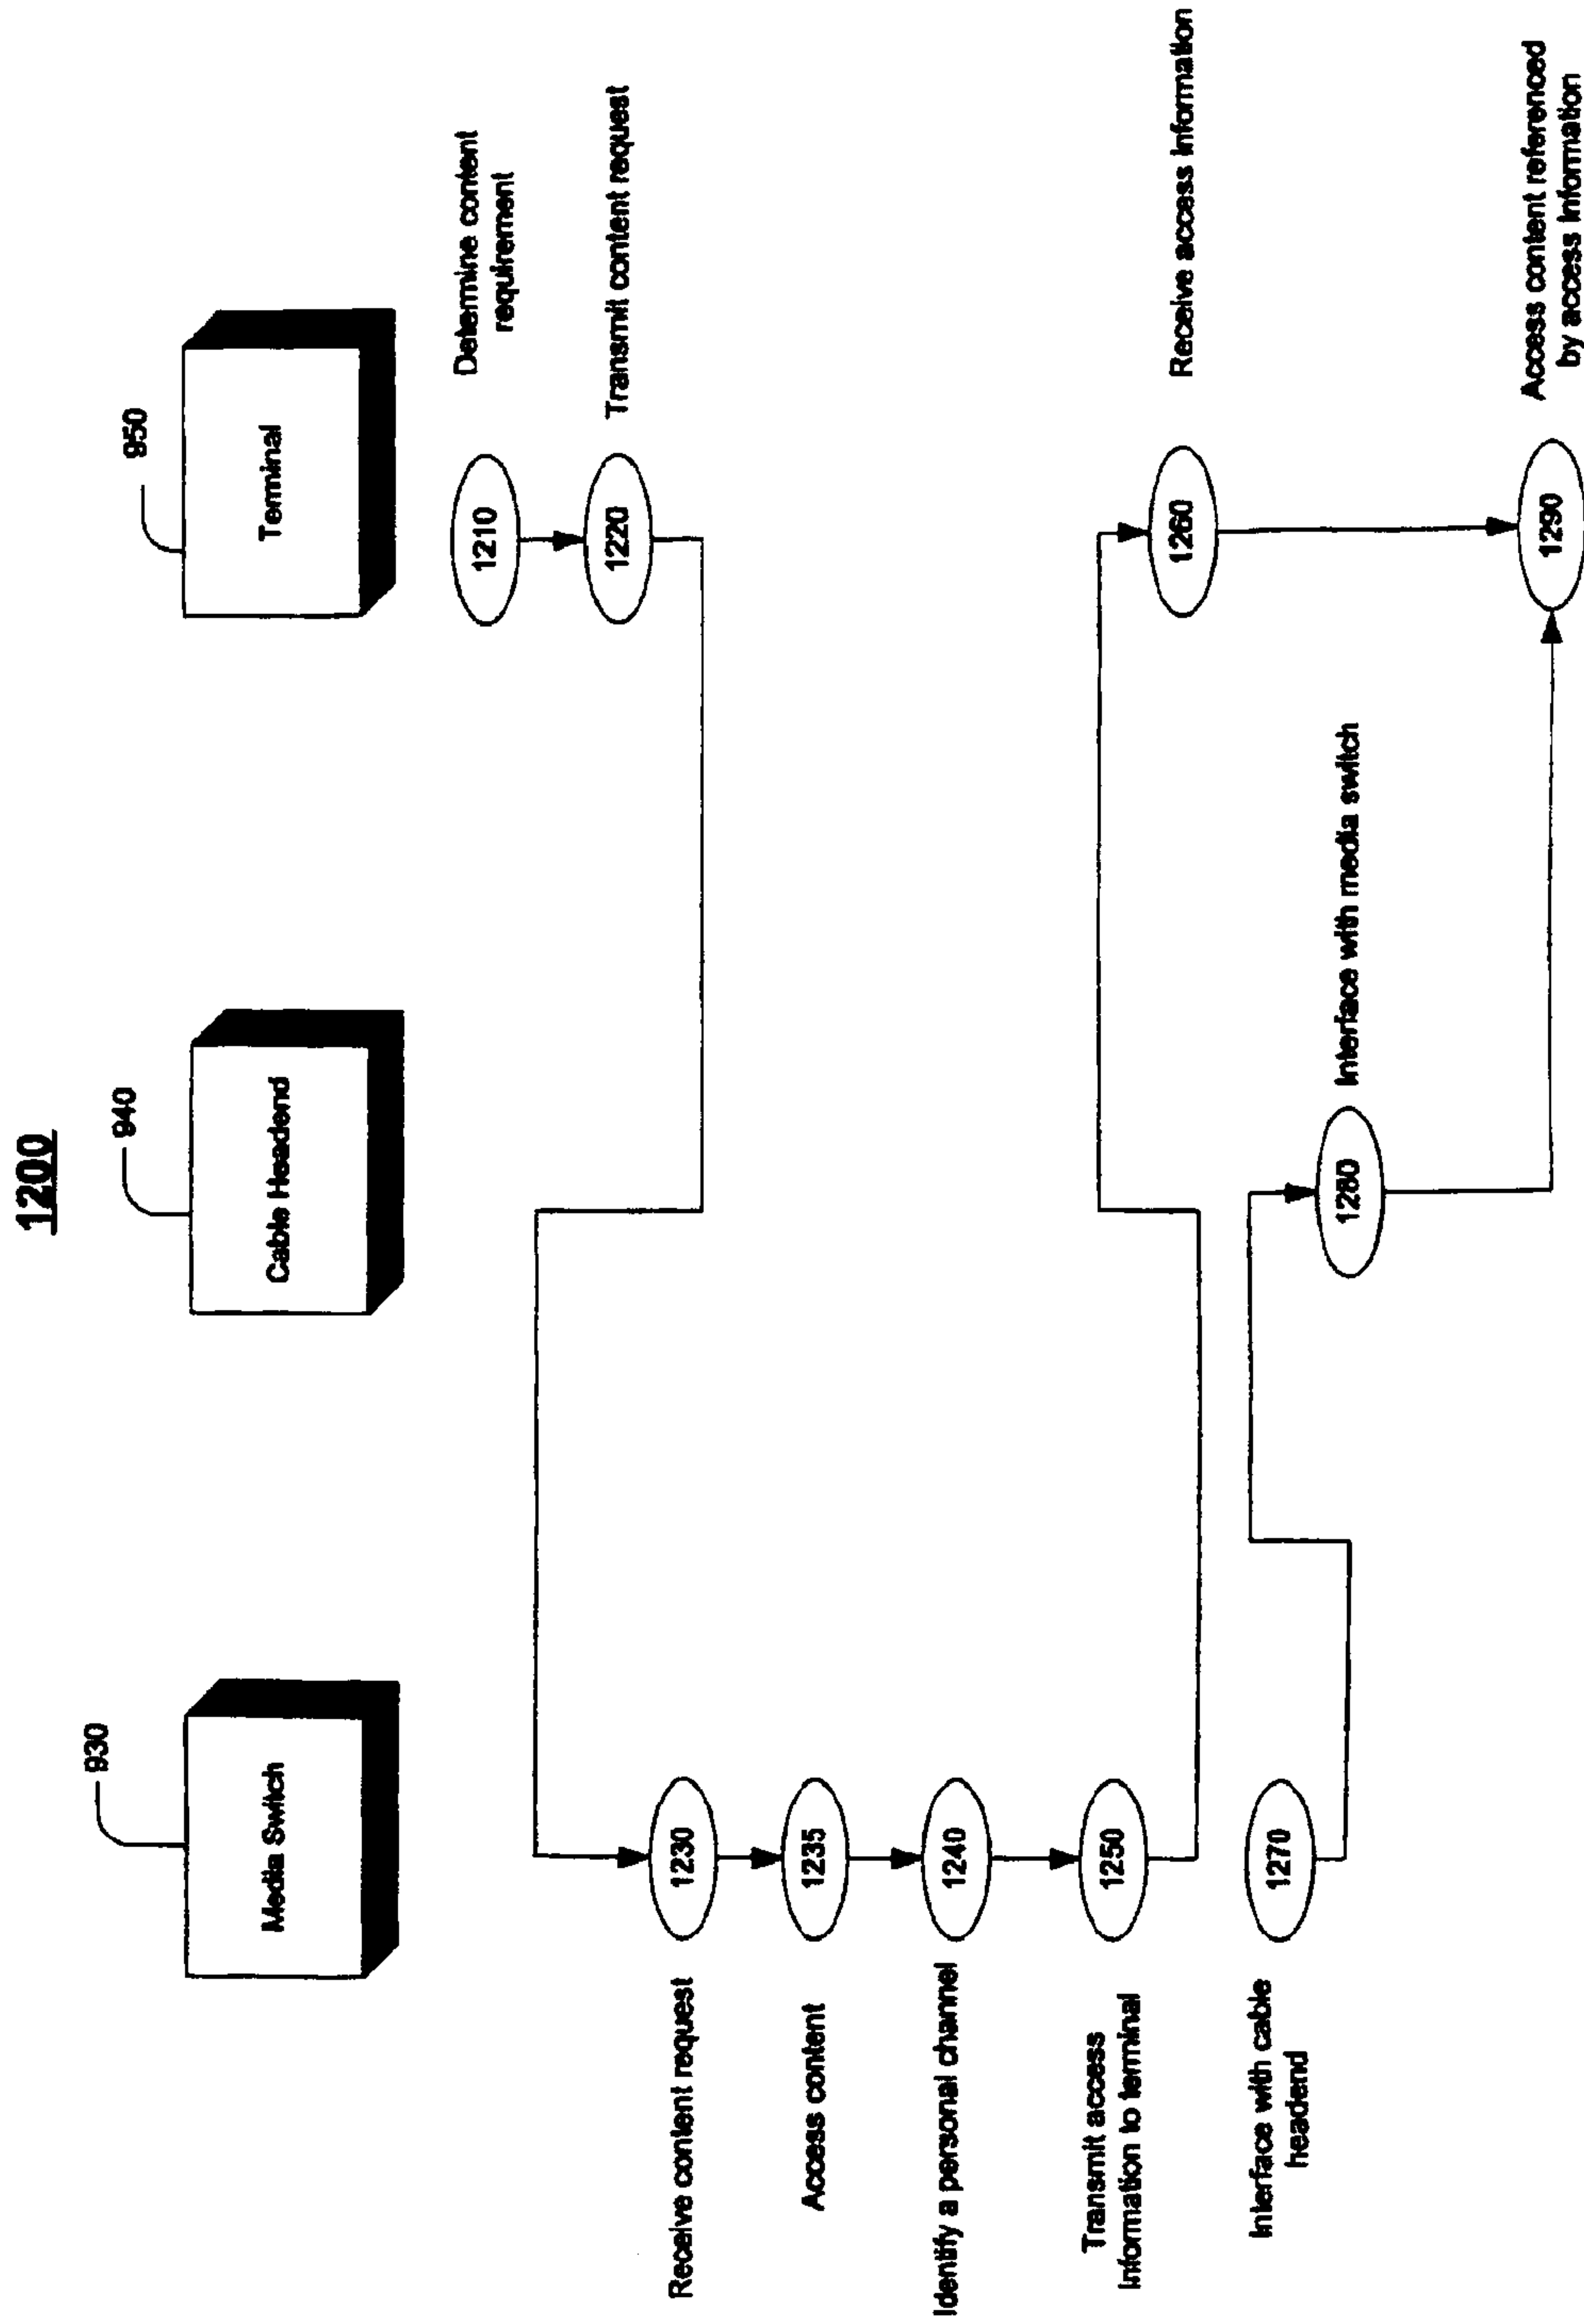 1200
930
940
950
Media Switch
Cable Headend
Terminal
1210
Determine content
requirement
1220
Transmit content request
Receive content request
1230
Access content
1235
Identify a personal channel
1240
Transmit access
information to terminal
1250
1260
Receive access information
Interface with cable
headend
1270
1280
Interface with media switch
1290
Access content referenced
by access information